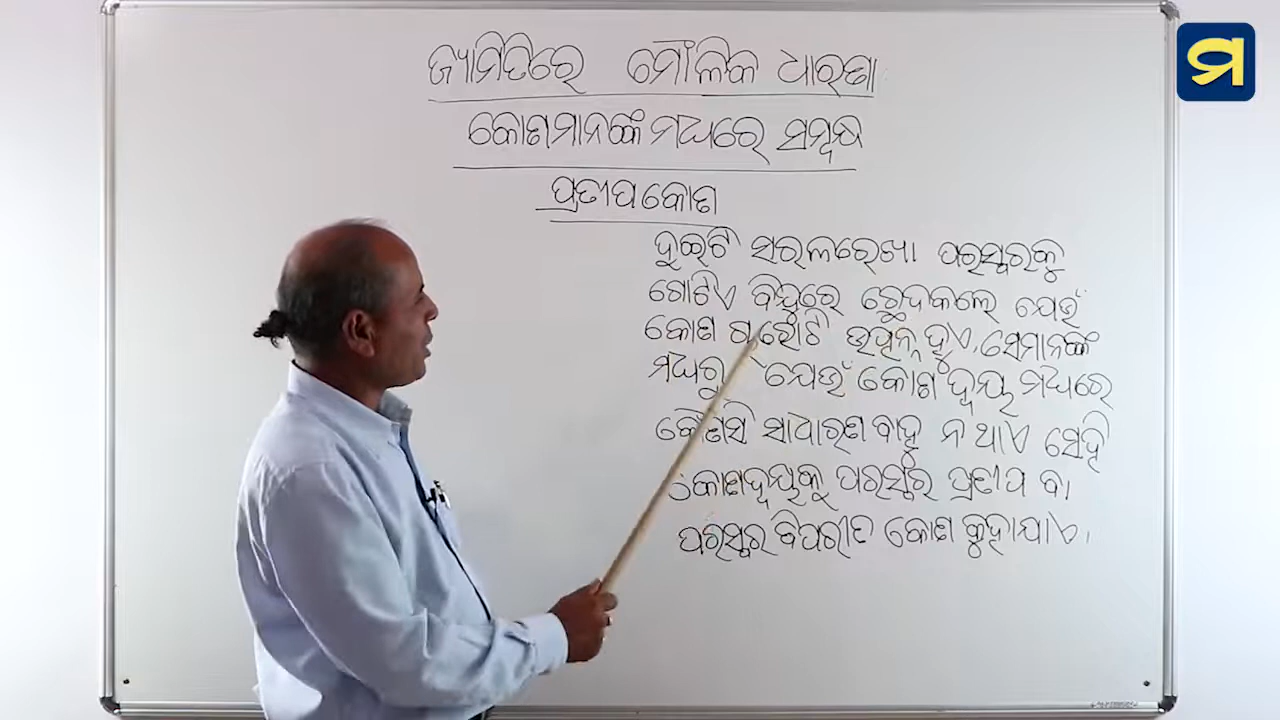 ଜ୍ୟାମିତିରେ ମୌଳିକ ଧାରଣା
କୋଣମାନଙ୍କ ମଧ୍ୟରେ ସମ୍ବନ୍ଧ
ପ୍ରତୀପ କୋଣ
ଦୁଇଟି ସରଳରେଖା ପରସ୍ପରକୁ
ଗୋଟିଏ ବିନ୍ଦୁରେ ଛେଦକଲେ ଯେଉଁ
କୋଣ ଚାରୋଟି ଉତ୍ପନ୍ନ ହୁଏ, ସେମାନଙ୍କ
ମଧ୍ୟରୁ ଯେଉଁ କୋଣ ଦ୍ୱୟ ମଧ୍ୟରେ
କୌଣସି ସାଧାରଣ ବାହୁ ନ ଥାଏ ସେହି
କୋଣଦ୍ୱୟକୁ ପରସ୍ପର ପ୍ରତୀପ ବା
ପରସ୍ପର ବିପରୀତ କୋଣ କୁହାଯାଏ।
ମ